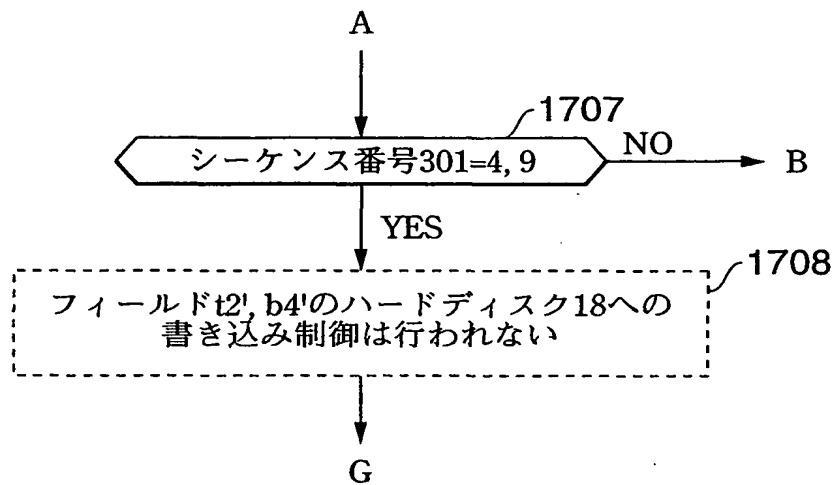 A
1707
シーケンス番号301=4, 9
NO
B
YES
1708
フィールドt2', b4'のハードディスク18への
書き込み制御は行われない
G